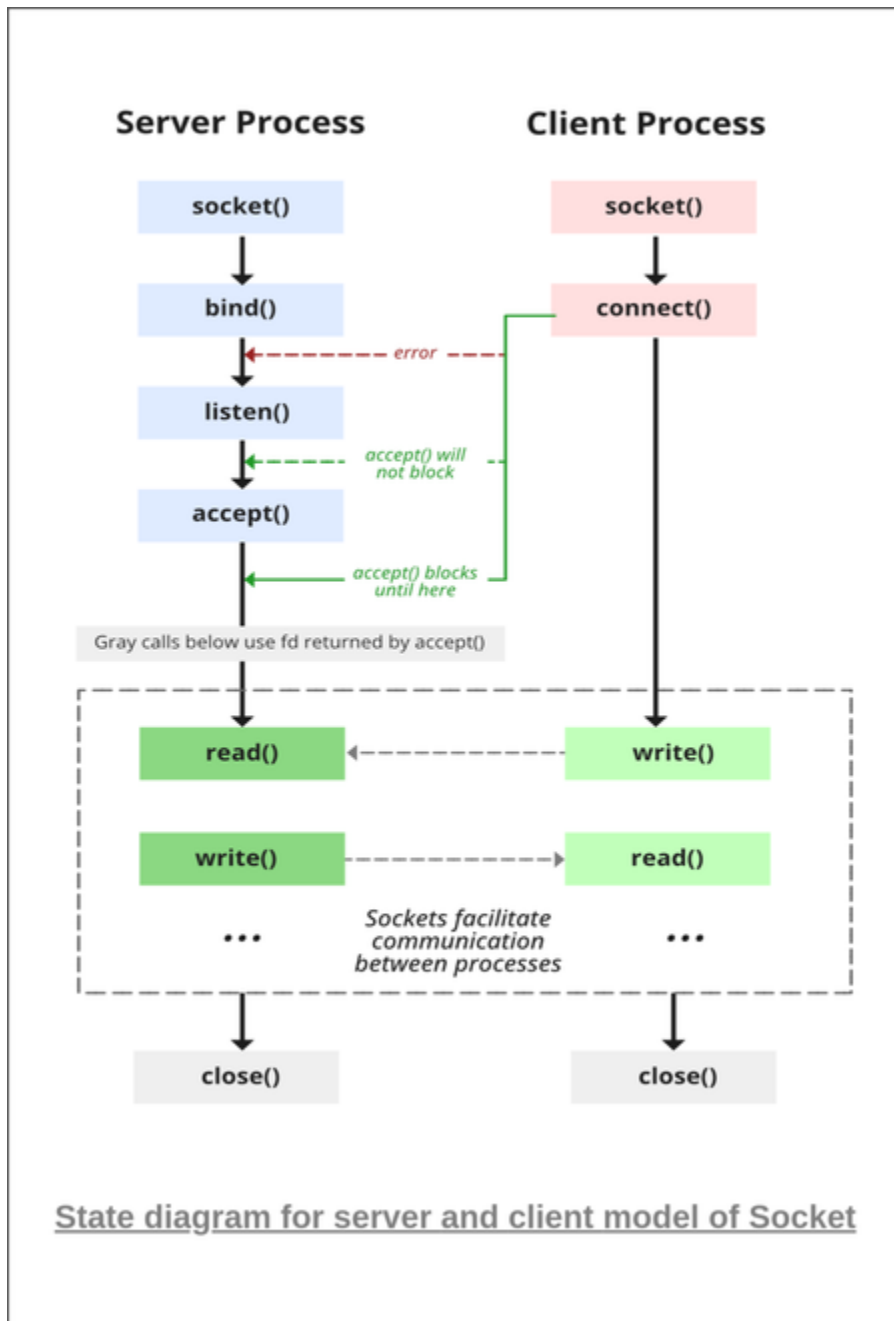 Server Process
Client Process
socket()
socket()
bind()
connect()
error
listen()
accept() will
not block
accept()
accept() blocks
until here
Gray calls below use fd returned by accept()
read()
write()
write()
read()
...
Sockets facilitate
communication
between processes
...
close()
close()
State diagram for server and client model of Socket